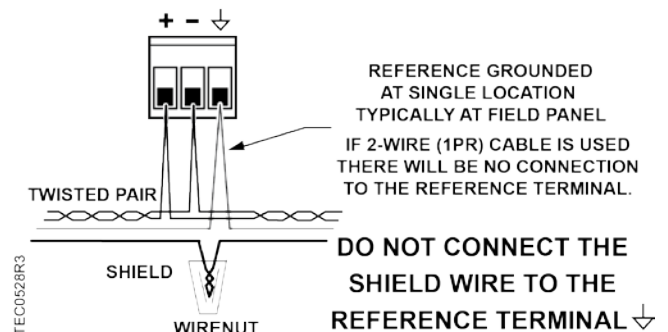 + − ⏚
REFERENCE GROUNDED
AT SINGLE LOCATION
TYPICALLY AT FIELD PANEL
IF 2-WIRE (1PR) CABLE IS USED
THERE WILL BE NO CONNECTION
TO THE REFERENCE TERMINAL.
TWISTED PAIR
DO NOT CONNECT THE
SHIELD WIRE TO THE
REFERENCE TERMINAL ⏚
SHIELD
WIRENUT
TEC0528R3